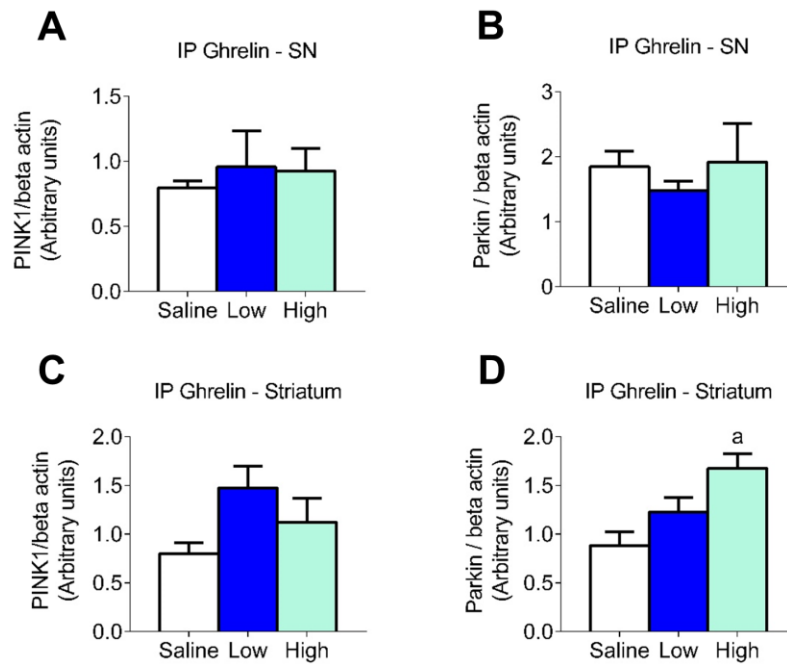 A
IP Ghrelin - SN
PINK1/beta actin
(Arbitrary units)
1.5
1.0
0.5
0.0
Saline Low High
B
IP Ghrelin - SN
Parkin / beta actin
(Arbitrary units)
3
2
1
0
Saline Low High
C
IP Ghrelin - Striatum
PINK1/beta actin
(Arbitrary units)
2.0
1.5
1.0
0.5
0.0
Saline Low High
D
IP Ghrelin - Striatum
Parkin / beta actin
(Arbitrary units)
2.0
1.5
1.0
0.5
0.0
a
Saline Low High